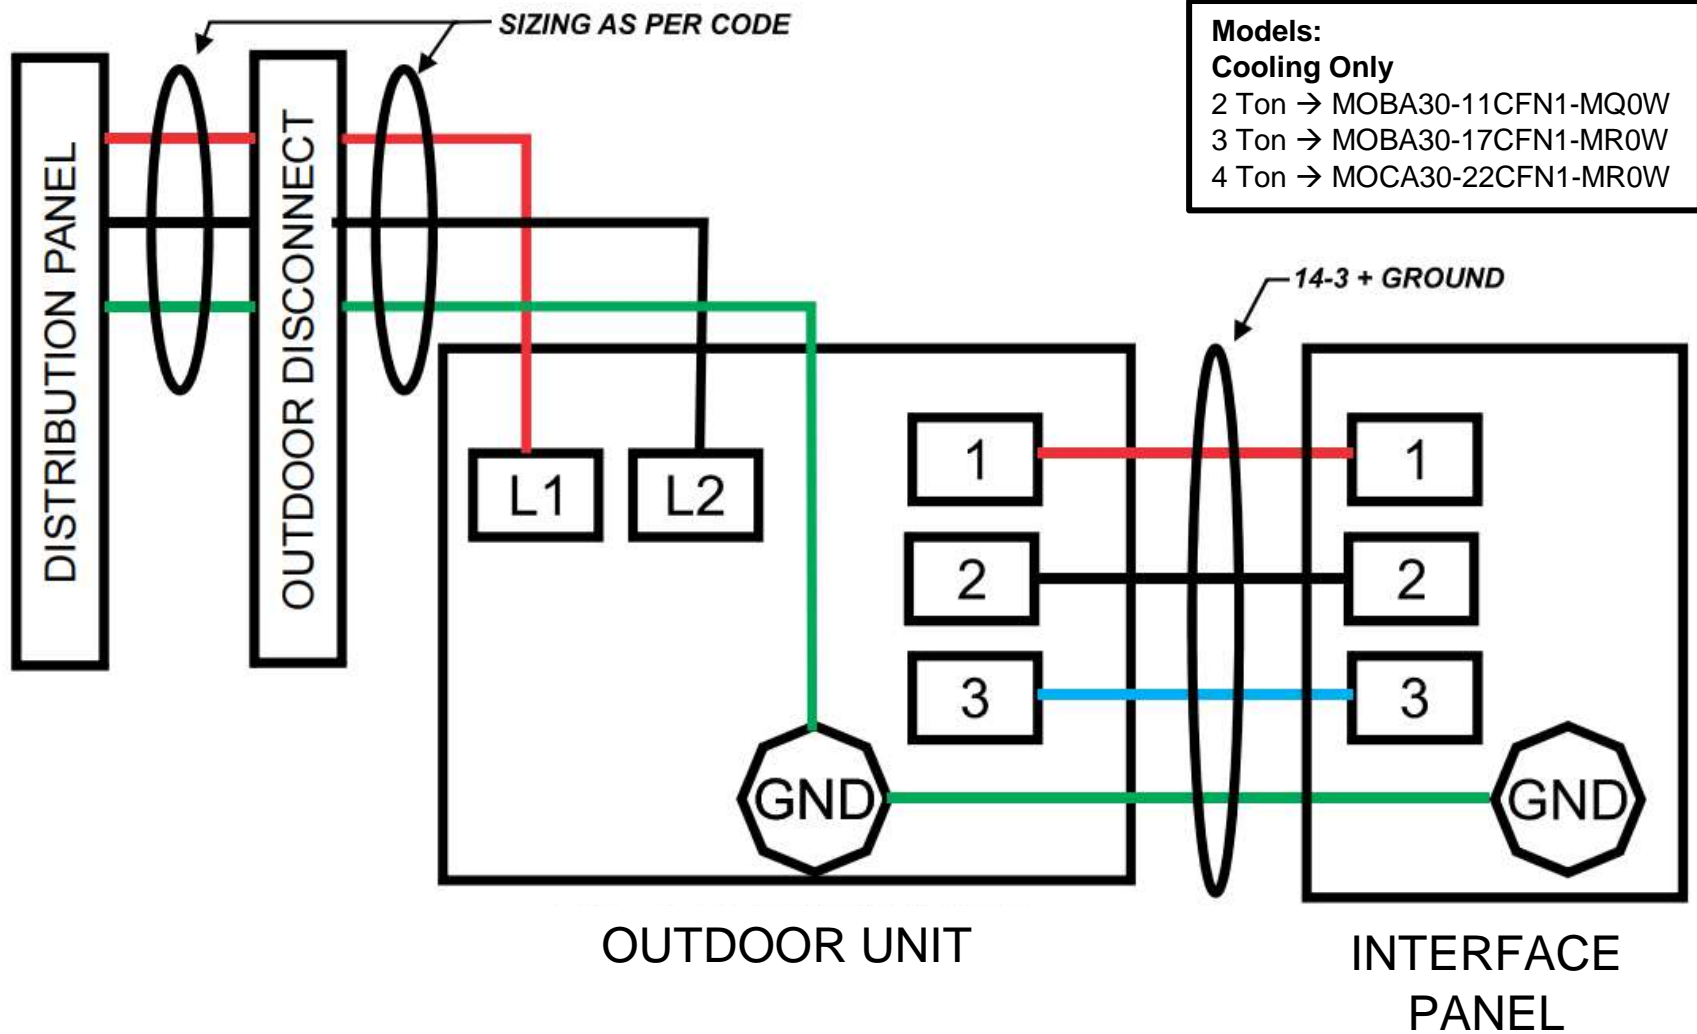 SIZING AS PER CODE
Models:
Cooling Only
2 Ton → MOBA30-11CFN1-MQ0W
3 Ton → MOBA30-17CFN1-MR0W
4 Ton → MOCA30-22CFN1-MR0W
DISTRIBUTION PANEL
OUTDOOR DISCONNECT
14-3 + GROUND
L1
L2
1
2
3
GND
1
2
3
GND
OUTDOOR UNIT
INTERFACE
PANEL